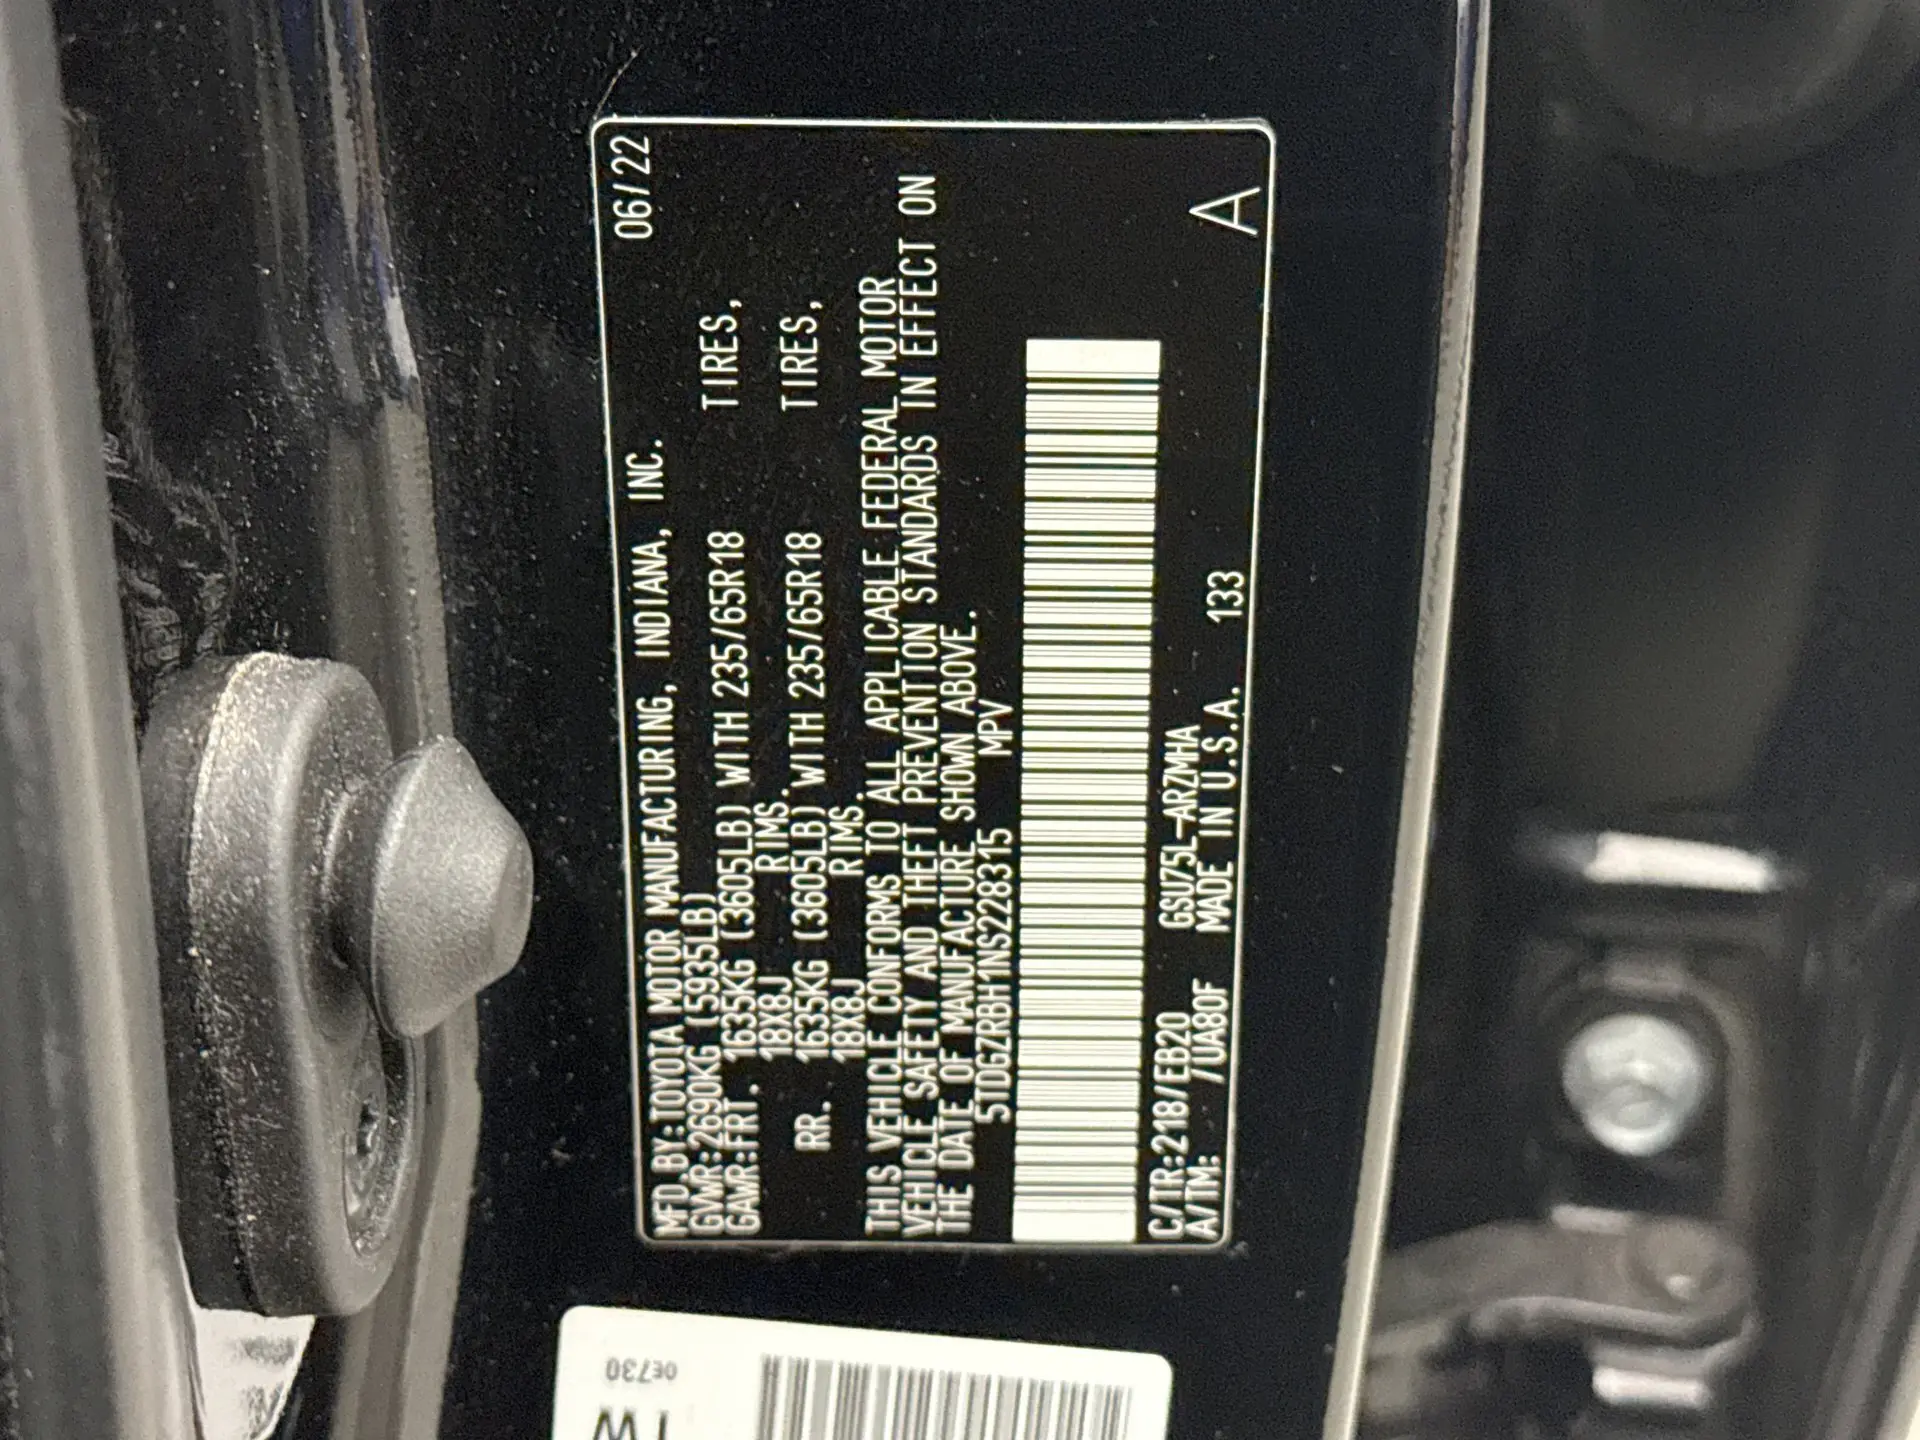 MFD.BY:TOYOTA MOTOR MANUFACTURING, INDIANA, INC. 06/22
GVWR:2690KG (5935LB)
GAWR:FRT. 1635KG (3605LB) WITH 235/65R18 TIRES,
18X8J RIMS.
RR. 1635KG (3605LB) WITH 235/65R18 TIRES,
18X8J RIMS.
THIS VEHICLE CONFORMS TO ALL APPLICABLE FEDERAL MOTOR
VEHICLE SAFETY AND THEFT PREVENTION STANDARDS IN EFFECT ON
THE DATE OF MANUFACTURE SHOWN ABOVE.
5TDGZRBH1NS228315 MPV
C/TR:218/EB20 GSU75L-ARZMHA
A/TM: /UA80F MADE IN U.S.A. 133 A
0E730